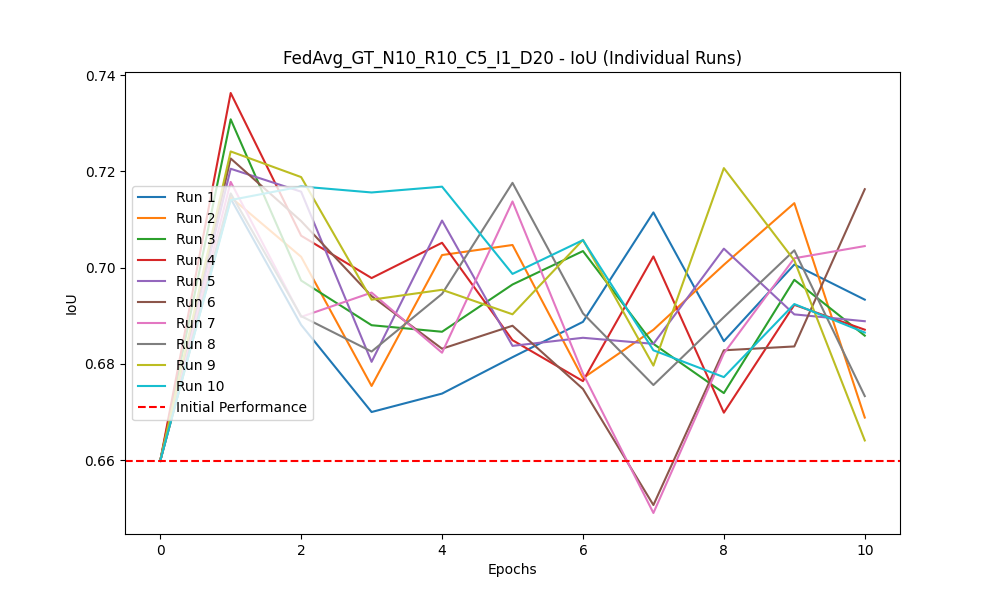 FedAvg_GT_N10_R10_C5_I1_D20 - IoU (Individual Runs)
0.74
0.72
0.70
0.68
0.66
IoU
Run 1
Run 2
Run 3
Run 4
Run 5
Run 6
Run 7
Run 8
Run 9
Run 10
Initial Performance
0 2 4 6 8 10
Epochs